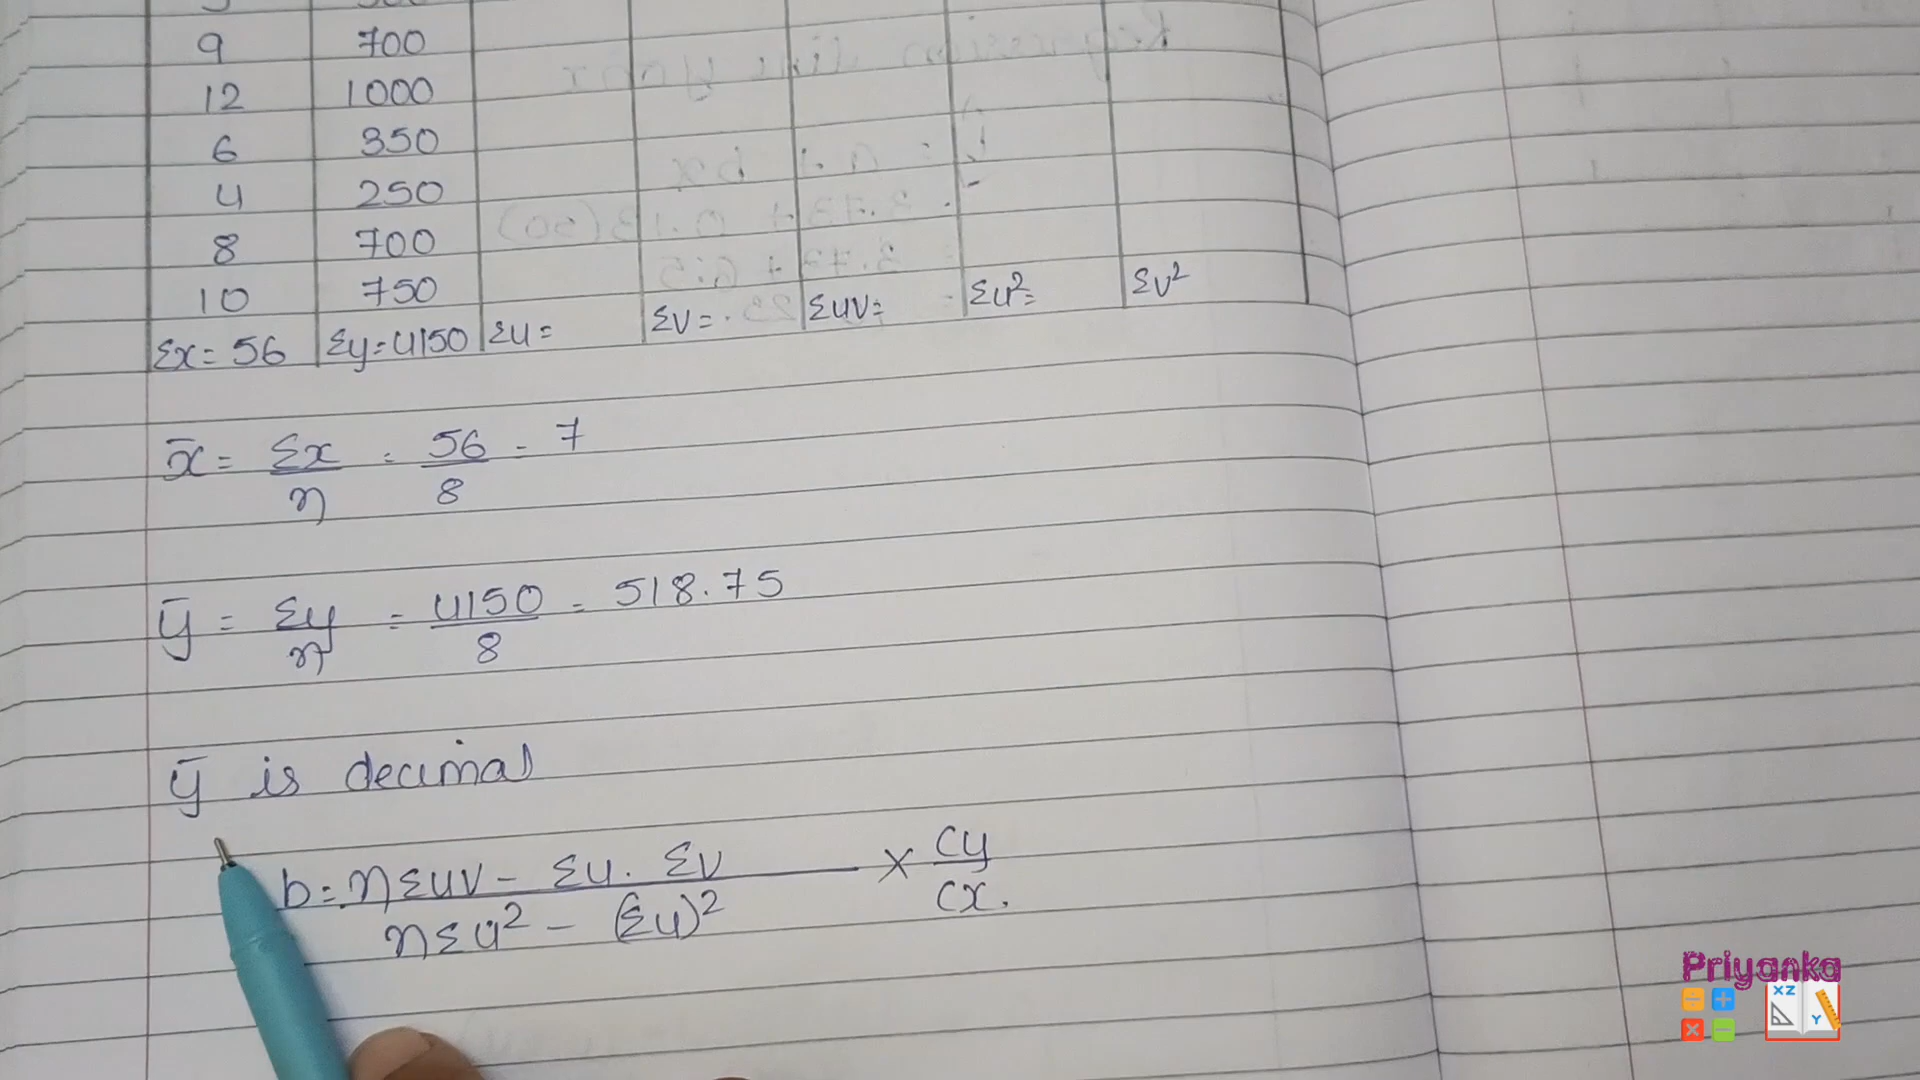 9 700
12 1000
6 350
4 250
8 700
10 750
Σx = 56 Σy = 4150 Σu = Σv = Σuv = Σu² = Σv²
x̄ = Σx/n = 56/8 = 7
ȳ = Σy/n = 4150/8 = 518.75
ȳ is decimal
b = nΣuv - Σu. Σv / nΣu² - (Σu)² × Cy/Cx.
Priyanka